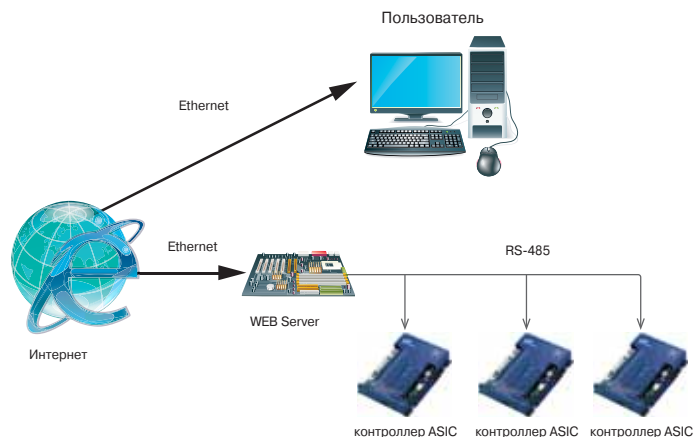 Пользователь
Ethernet
Ethernet
RS-485
WEB Server
Интернет
контроллер ASIC контроллер ASIC контроллер ASIC